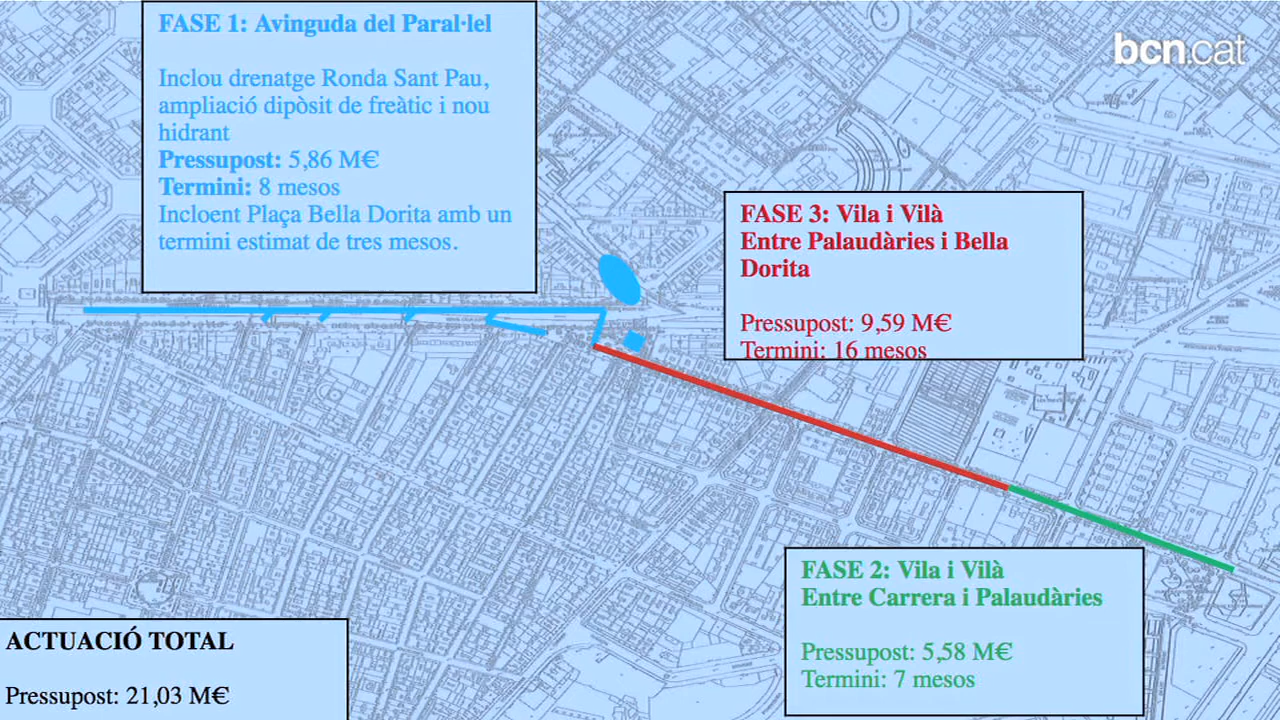 FASE 1: Avinguda del Paral·lel
Inclou drenatge Ronda Sant Pau,
ampliació dipòsit de freàtic i nou
hidrant
Pressupost: 5,86 M€
Termini: 8 mesos
Incloent Plaça Bella Dorita amb un
termini estimat de tres mesos.
bcn.cat
FASE 3: Vila i Vilà
Entre Palaudàries i Bella
Dorita
Pressupost: 9,59 M€
Termini: 16 mesos
FASE 2: Vila i Vilà
Entre Carrera i Palaudàries
Pressupost: 5,58 M€
Termini: 7 mesos
ACTUACIÓ TOTAL
Pressupost: 21,03 M€